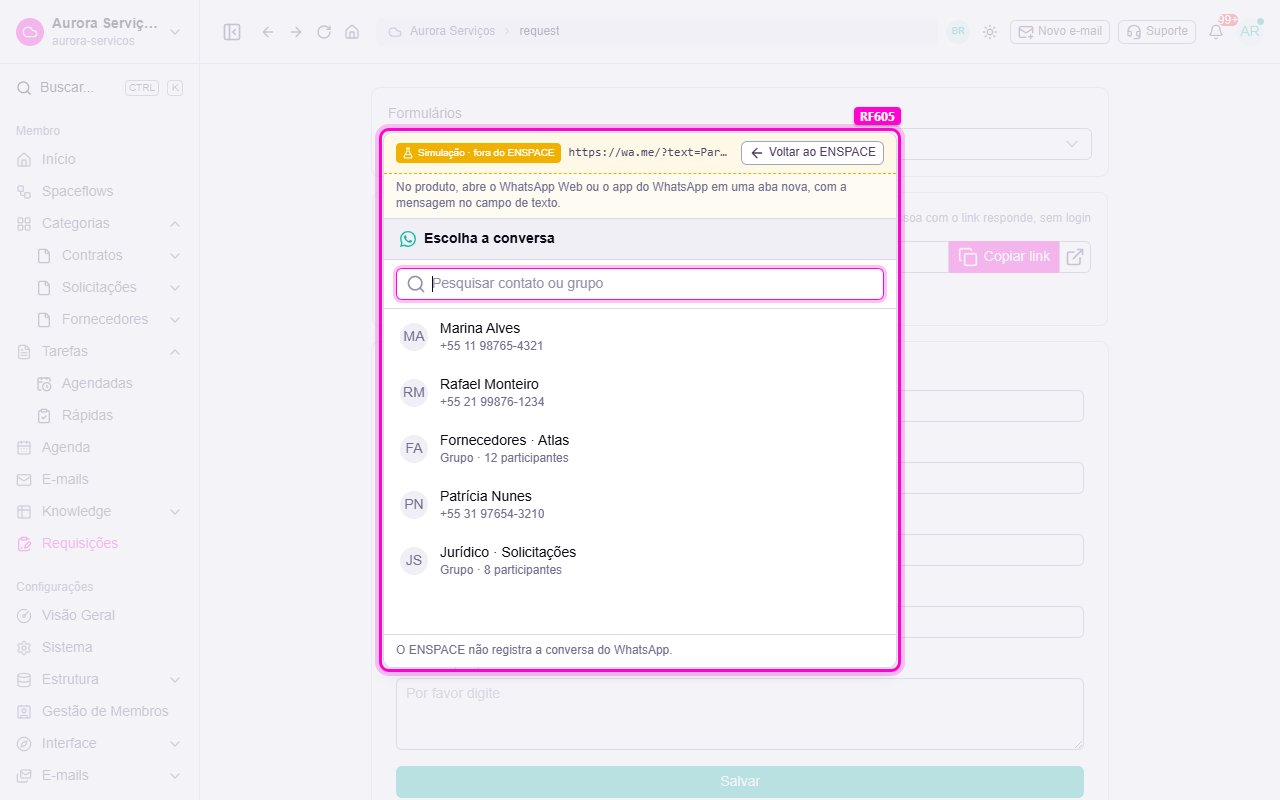 Aurora Serviç...
aurora-servicos
Aurora Serviços
request
BR
Novo e-mail
Suporte
99+
AR
Buscar...
CTRL
K
Membro
Início
Spaceflows
Categorias
Contratos
Solicitações
Fornecedores
Tarefas
Agendadas
Rápidas
Agenda
E-mails
Knowledge
Requisições
Configurações
Visão Geral
Sistema
Estrutura
Gestão de Membros
Interface
E-mails
Formulários
RF605
Simulação · fora do ENSPACE
https://wa.me/?text=Par…
Voltar ao ENSPACE
No produto, abre o WhatsApp Web ou o app do WhatsApp em uma aba nova, com a
mensagem no campo de texto.
Escolha a conversa
Pesquisar contato ou grupo
MA
Marina Alves
+55 11 98765-4321
RM
Rafael Monteiro
+55 21 99876-1234
FA
Fornecedores · Atlas
Grupo · 12 participantes
PN
Patrícia Nunes
+55 31 97654-3210
JS
Jurídico · Solicitações
Grupo · 8 participantes
O ENSPACE não registra a conversa do WhatsApp.
soa com o link responde, sem login
Copiar link
Por favor digite
Salvar